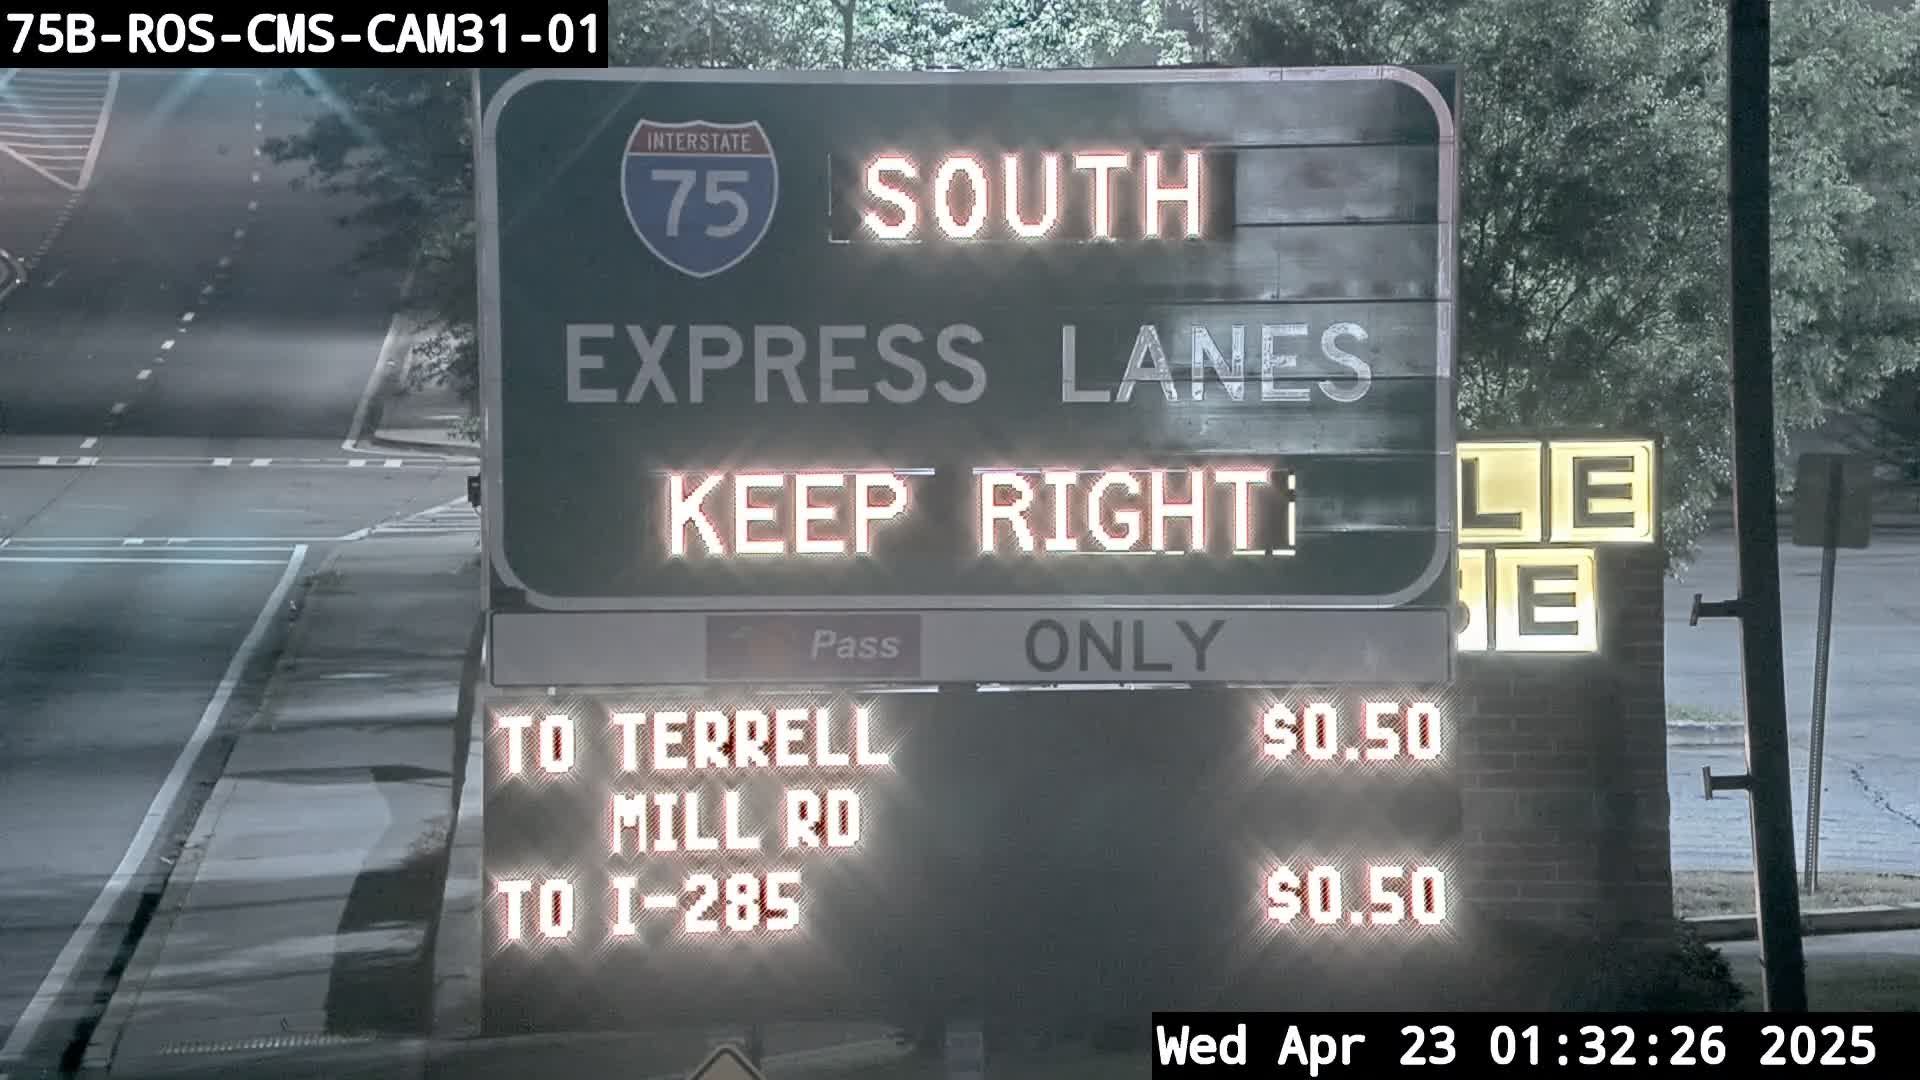 75B-ROS-CMS-CAM31-01
INTERSTATE
75
SOUTH
EXPRESS LANES
KEEP RIGHT
Pass ONLY
TO TERRELL $0.50
MILL RD
TO I-285 $0.50
LE
E
Wed Apr 23 01:32:26 2025